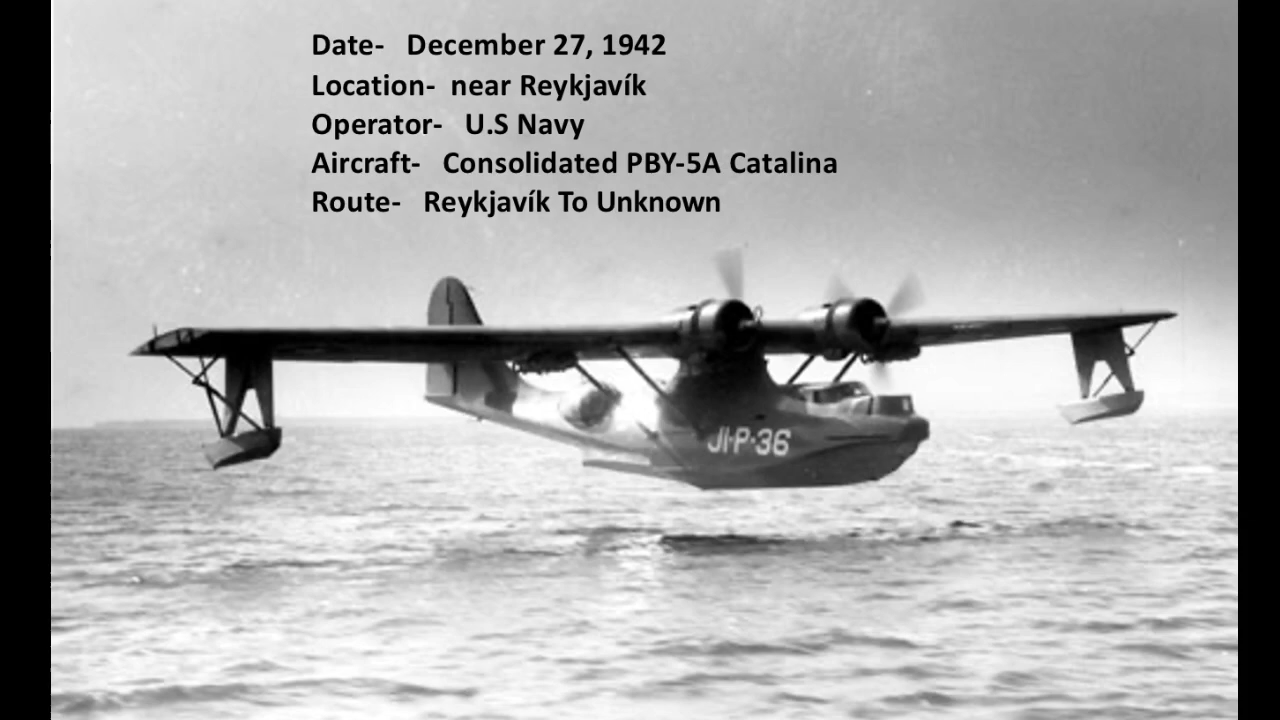 Date- December 27, 1942
Location- near Reykjavík
Operator- U.S Navy
Aircraft- Consolidated PBY-5A Catalina
Route- Reykjavík To Unknown
JI-P-36